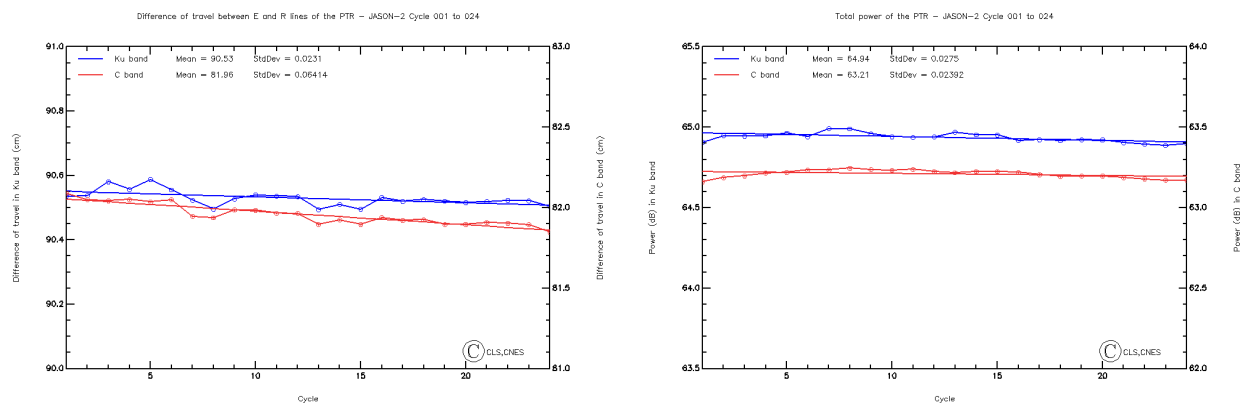 Difference of travel between E and R lines of the PTR - JASON-2 Cycle 001 to 024
91.0
90.8
90.6
90.4
90.2
90.0
83.0
82.5
82.0
81.5
81.0
Ku band Mean = 90.53 StdDev = 0.0231
C band Mean = 81.96 StdDev = 0.06414
Difference of travel in Ku band (cm)
Difference of travel in C band (cm)
C CLS,CNES
5 10 15 20
Cycle
Total power of the PTR - JASON-2 Cycle 001 to 024
65.5
65.0
64.5
64.0
63.5
64.0
63.5
63.0
62.5
62.0
Ku band Mean = 64.94 StdDev = 0.0275
C band Mean = 63.21 StdDev = 0.02392
Power (dB) in Ku band
Power (dB) in C band
C CLS,CNES
5 10 15 20
Cycle